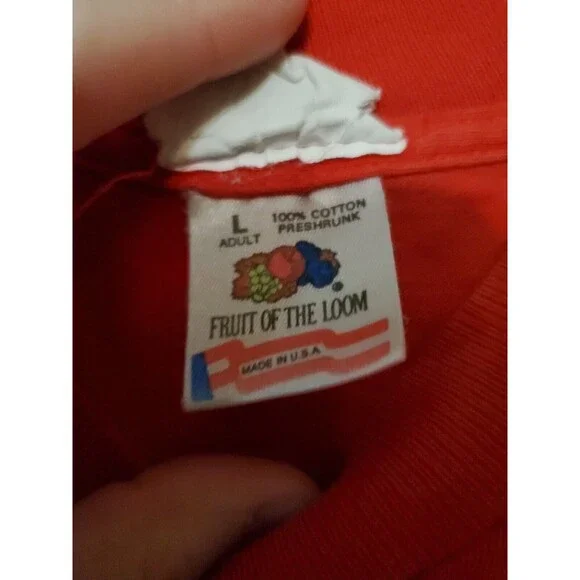 L 100% COTTON
ADULT PRESHRUNK
®
FRUIT OF THE LOOM
MADE IN U.S.A.